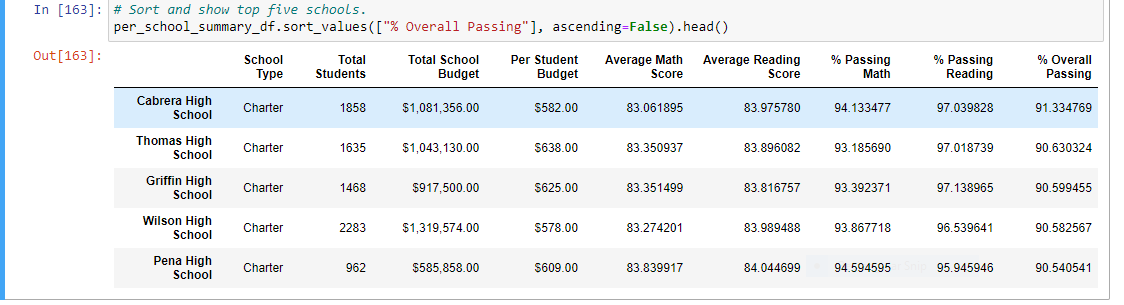 In [163]: # Sort and show top five schools.
per_school_summary_df.sort_values(["% Overall Passing"], ascending=False).head()
Out[163]:
School Type Total Students Total School Budget Per Student Budget Average Math Score Average Reading Score % Passing Math % Passing Reading % Overall Passing
Cabrera High School Charter 1858 $1,081,356.00 $582.00 83.061895 83.975780 94.133477 97.039828 91.334769
Thomas High School Charter 1635 $1,043,130.00 $638.00 83.350937 83.896082 93.185690 97.018739 90.630324
Griffin High School Charter 1468 $917,500.00 $625.00 83.351499 83.816757 93.392371 97.138965 90.599455
Wilson High School Charter 2283 $1,319,574.00 $578.00 83.274201 83.989488 93.867718 96.539641 90.582567
Pena High School Charter 962 $585,858.00 $609.00 83.839917 84.044699 94.594595 95.945946 90.540541